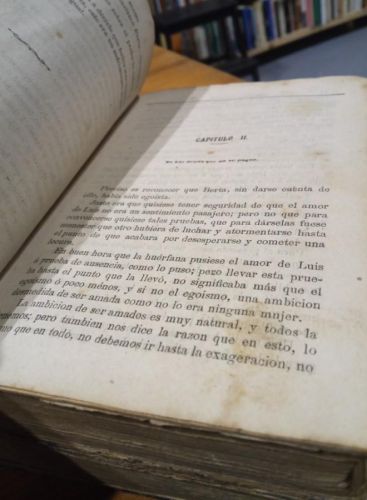 CAPITULO II.
No hay deuda que no se pague.
Preciso es reconocer que Berta, sin darse cuenta de
ello, habia sido egoista.
Justo era que quisiese tener seguridad de que el amor
de Luis no era un sentimiento pasajero; pero no que para
convencerse quisiese tales pruebas, que para dárselas fuese
menester que otro hubiera de luchar y atormentarse hasta
el punto de que acabara por desesperarse y cometer una
locura.
En buen hora que la huérfana pusiese el amor de Luis
á prueba de ausencia, como lo puso; pero llevar esta prue-
ba hasta el punto que la llevó, no significaba más que el
egoismo ó poco ménos, y si no el egoismo, una ambicion
desmedida de ser amada como no lo era ninguna mujer.
La ambicion de ser amados es muy natural, y todos la
tenemos; pero tambien nos dice la razon que en esto, lo
que en todo, no debemos ir hasta la exageracion, no